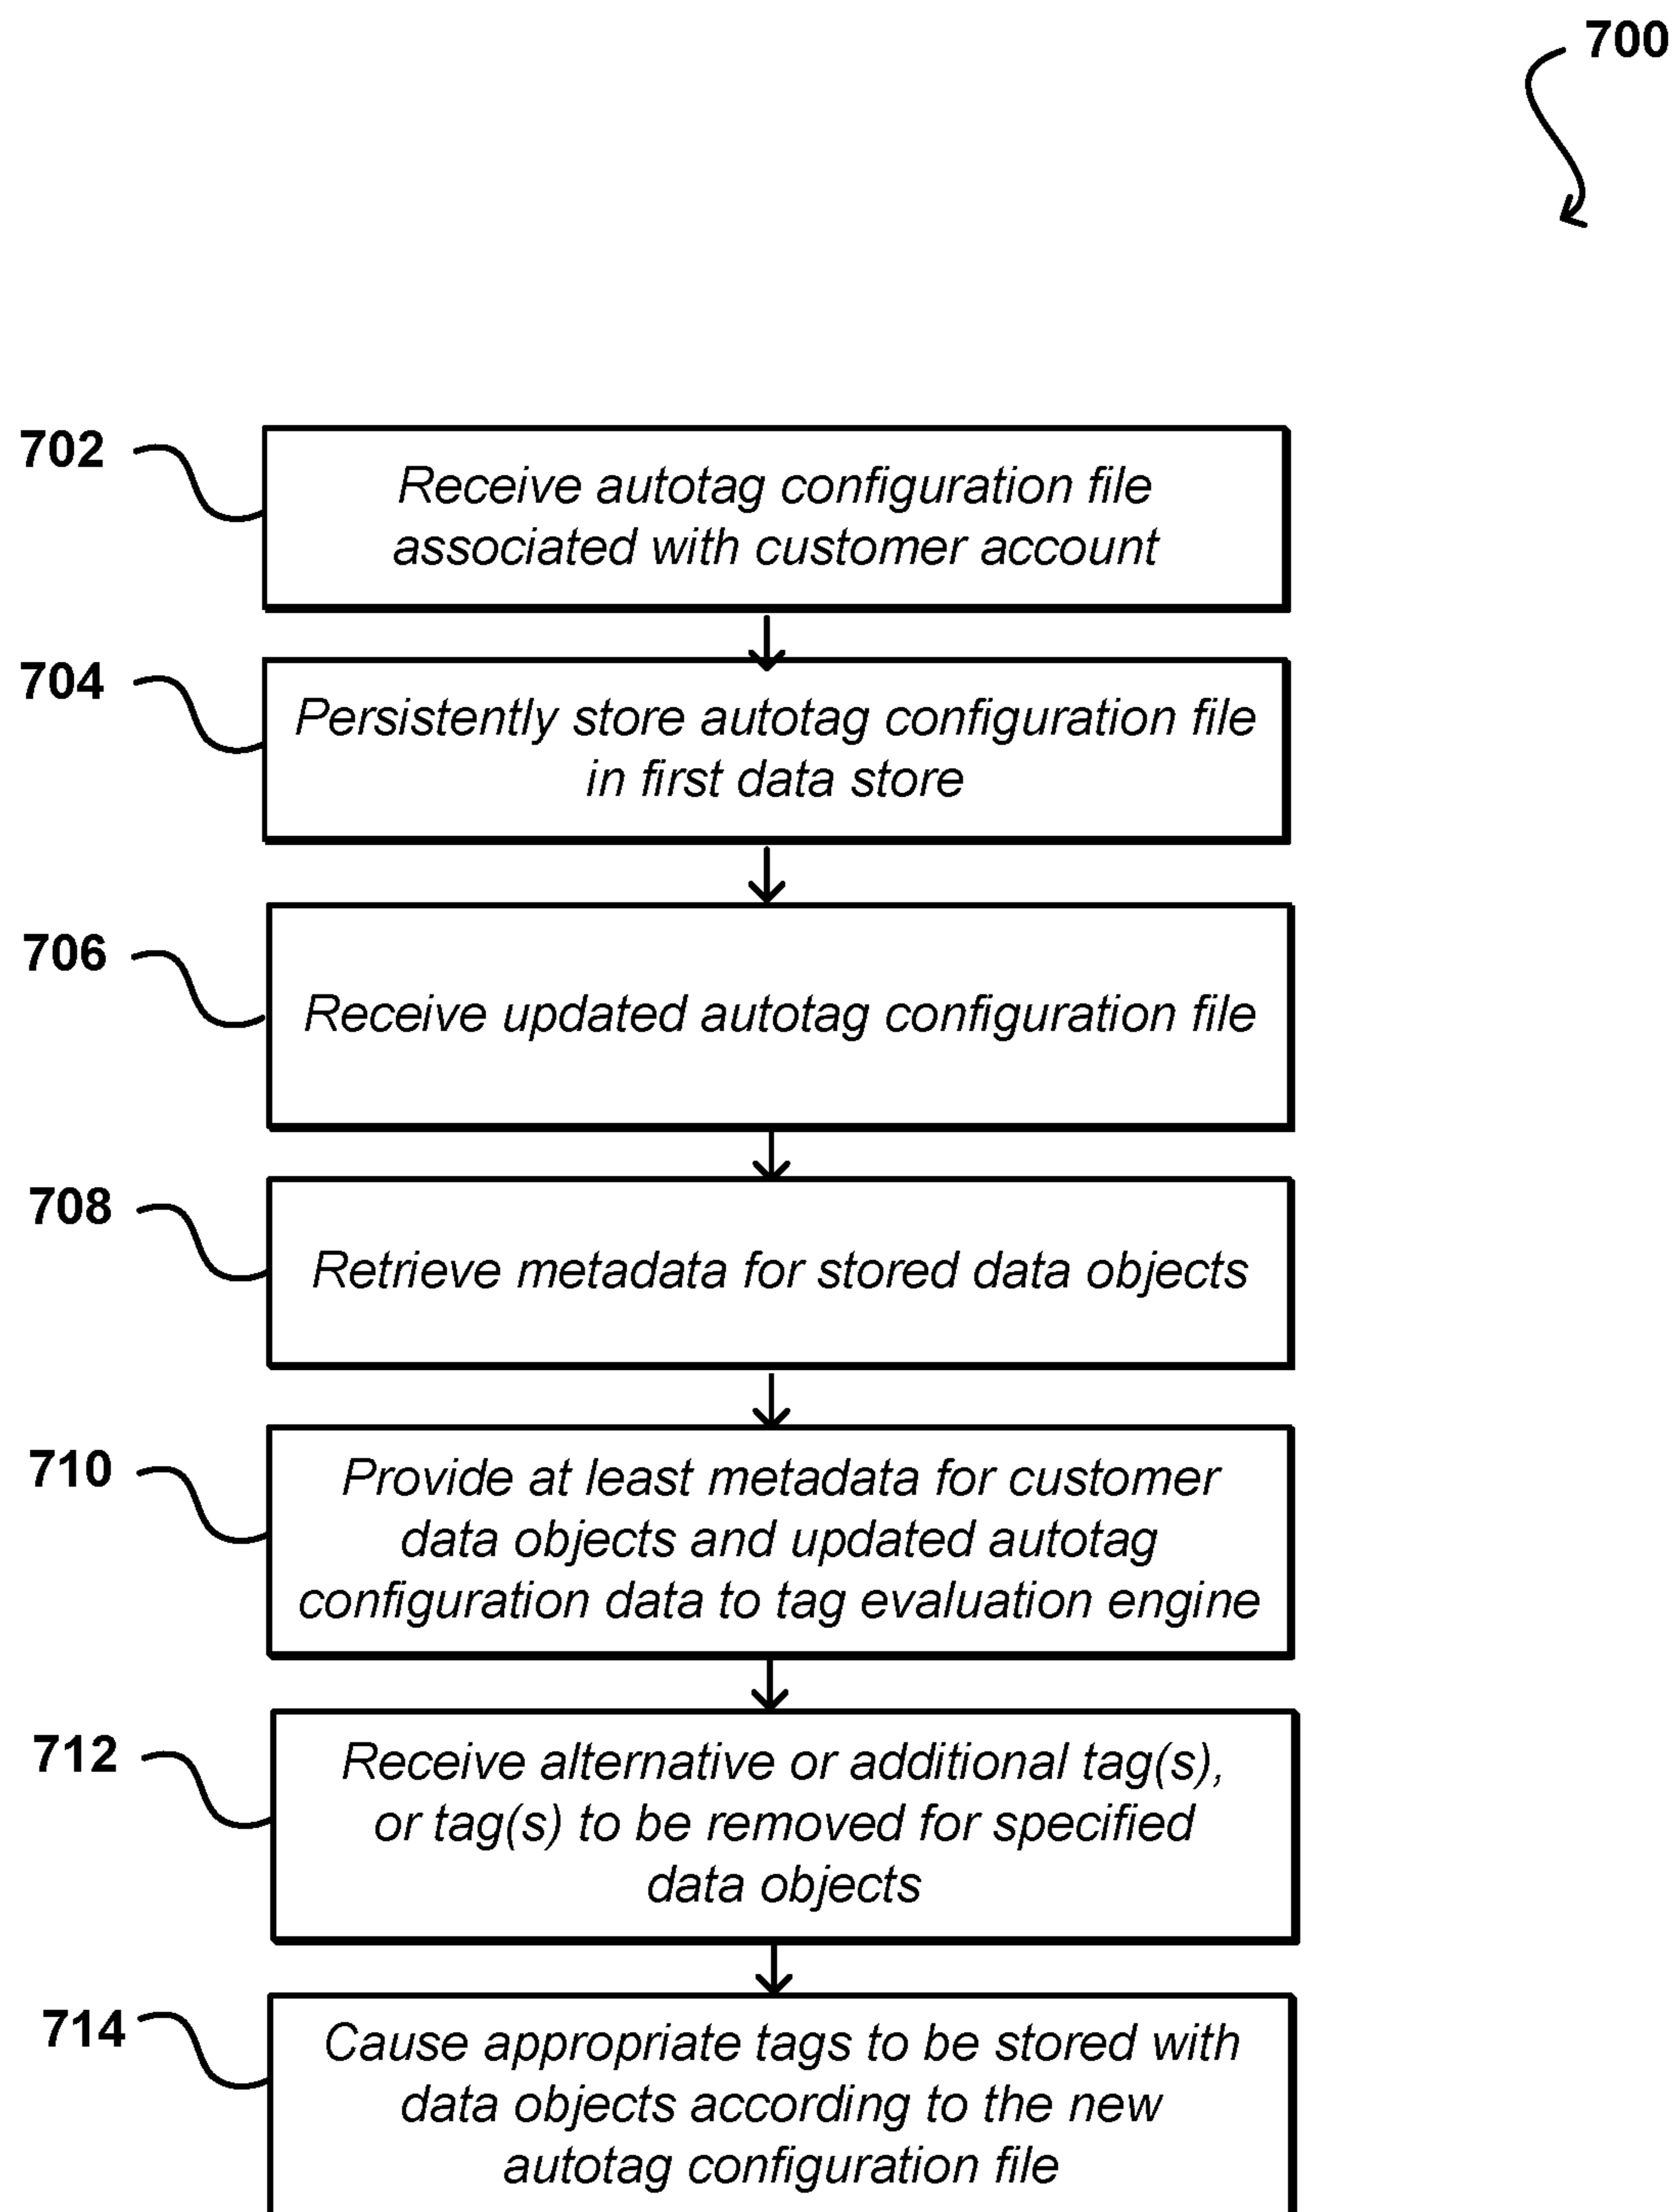 700
702
Receive autotag configuration file
associated with customer account
704
Persistently store autotag configuration file
in first data store
706
Receive updated autotag configuration file
708
Retrieve metadata for stored data objects
710
Provide at least metadata for customer
data objects and updated autotag
configuration data to tag evaluation engine
712
Receive alternative or additional tag(s),
or tag(s) to be removed for specified
data objects
714
Cause appropriate tags to be stored with
data objects according to the new
autotag configuration file